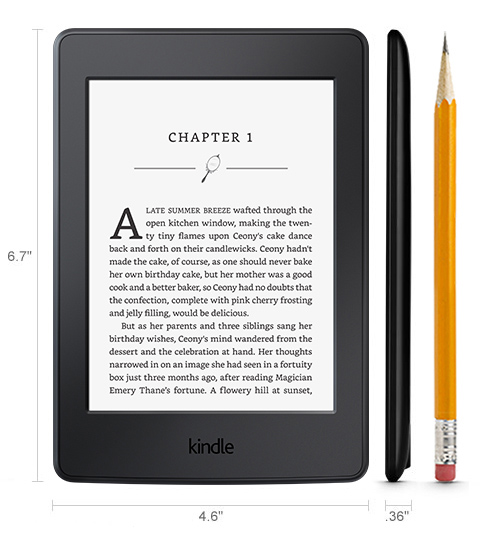 CHAPTER 1
A LATE SUMMER BREEZE wafted through the
open kitchen window, making the twen-
ty tiny flames upon Ceony's cake dance
back and forth on their candlewicks. Ceony hadn't
made the cake, of course, as one should never bake
her own birthday cake, but her mother was a good
cook and a better baker, so Ceony had no doubts that
the confection, complete with pink cherry frosting
and jelly filling, would be delicious.
But as her parents and three siblings sang her
birthday wishes, Ceony's mind wandered from the
dessert and the celebration at hand. Her thoughts
narrowed in on an image she had seen in a fortuity
box just three months ago, after reading Magician
Emery Thane's fortune. A flowery hill at sunset,
kindle
6.7"
4.6"
.36"